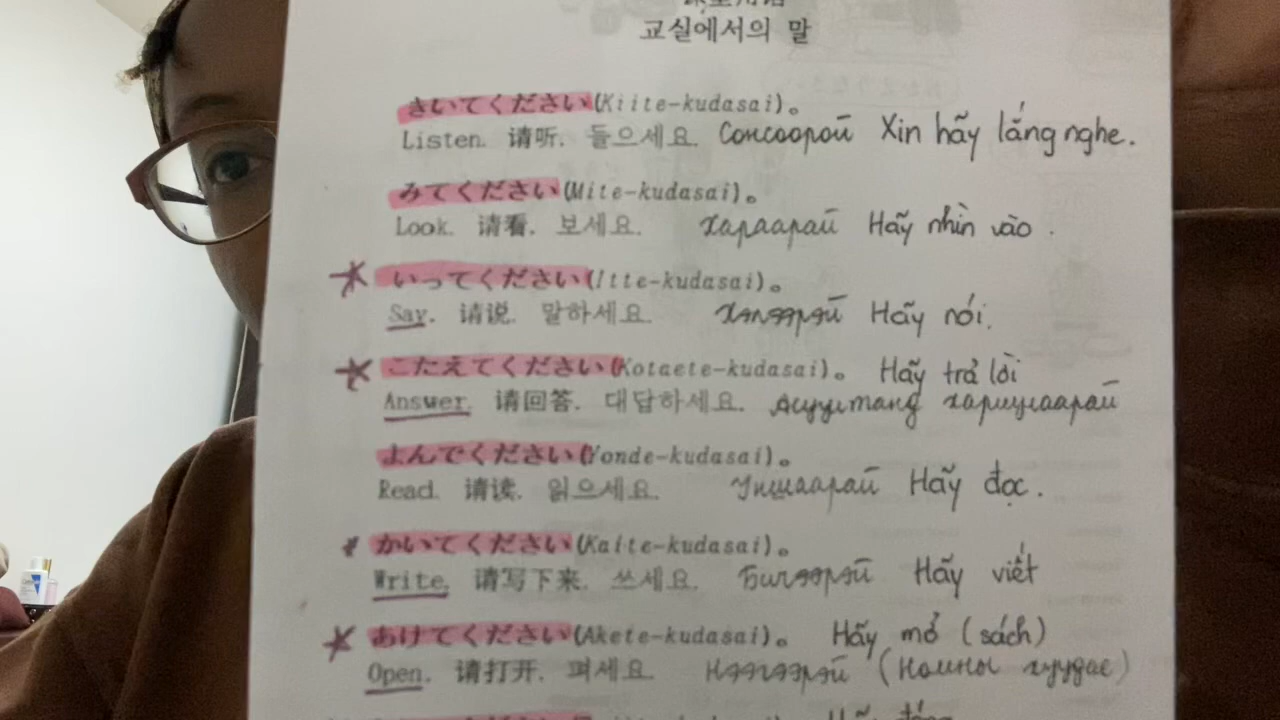 교실에서의 말
きいてください(Kiite-kudasai)。
Listen. 请听. 들으세요. Сонсоорой Xin hãy lắng nghe.
みてください(Mite-kudasai)。
Look. 请看. 보세요. Хараарай Hãy nhìn vào.
いってください(Itte-kudasai)。
Say. 请说. 말하세요. Хэлээрэй Hãy nói.
こたえてください(Kotaete-kudasai)。 Hãy trả lời
Answer. 请回答. 대답하세요. Асуултанд хариулаарай
よんでください(Yonde-kudasai)。
Read. 请读. 읽으세요. Уншаарай Hãy đọc.
かいてください(Kaite-kudasai)。
Write. 请写下来. 쓰세요. Бичээрэй Hãy viết
あけてください(Akete-kudasai)。 Hãy mở (sách)
Open. 请打开. 펴세요. Нээгээрэй (Номны хуудас)